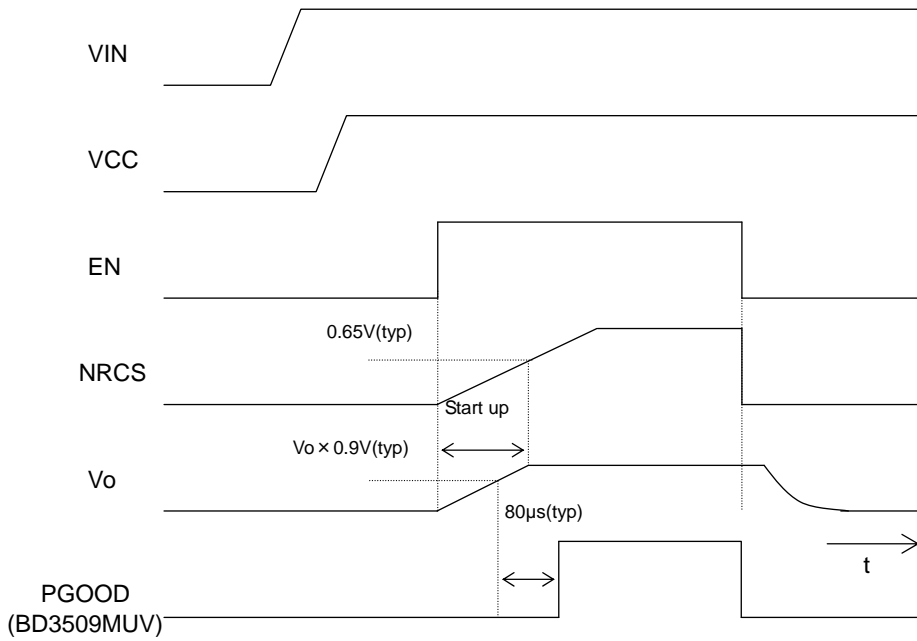 VIN
VCC
EN
0.65V(typ)
NRCS
Start up
Vo×0.9V(typ)
Vo
80µs(typ)
t
PGOOD
(BD3509MUV)